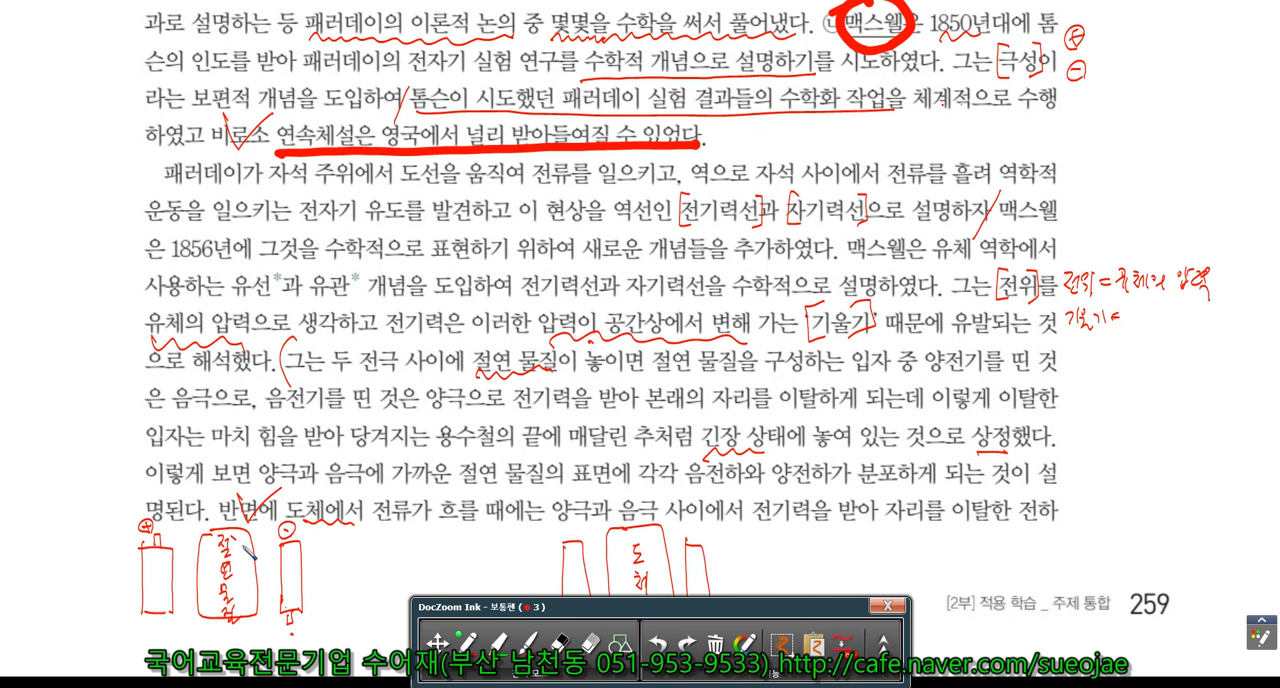 과로 설명하는 등 패러데이의 이론적 논의 중 몇몇을 수학을 써서 풀어냈다. ㉡맥스웰은 1850년대에 톰
슨의 인도를 받아 패러데이의 전자기 실험 연구를 수학적 개념으로 설명하기를 시도하였다. 그는 [극성]이
라는 보편적 개념을 도입하여 톰슨이 시도했던 패러데이 실험 결과들의 수학화 작업을 체계적으로 수행
하였고 비로소 연속체설은 영국에서 널리 받아들여질 수 있었다.
패러데이가 자석 주위에서 도선을 움직여 전류를 일으키고, 역으로 자석 사이에서 전류를 흘려 역학적
운동을 일으키는 전자기 유도를 발견하고 이 현상을 역선인 [전기력선]과 [자기력선]으로 설명하자 맥스웰
은 1856년에 그것을 수학적으로 표현하기 위하여 새로운 개념들을 추가하였다. 맥스웰은 유체 역학에서
사용하는 유선*과 유관* 개념을 도입하여 전기력선과 자기력선을 수학적으로 설명하였다. 그는 [전위]를
전위 = 유체의 압력
유체의 압력으로 생각하고 전기력은 이러한 압력이 공간상에서 변해 가는 [기울기] 때문에 유발되는 것
기울기 =
으로 해석했다. 그는 두 전극 사이에 절연 물질이 놓이면 절연 물질을 구성하는 입자 중 양전기를 띤 것
은 음극으로, 음전기를 띤 것은 양극으로 전기력을 받아 본래의 자리를 이탈하게 되는데 이렇게 이탈한
입자는 마치 힘을 받아 당겨지는 용수철의 끝에 매달린 추처럼 긴장 상태에 놓여 있는 것으로 상정했다.
이렇게 보면 양극과 음극에 가까운 절연 물질의 표면에 각각 음전하와 양전하가 분포하게 되는 것이 설
명된다. 반면에 도체에서 전류가 흐를 때에는 양극과 음극 사이에서 전기력을 받아 자리를 이탈한 전하
+ 절연물질 -
도체
[2부] 적용 학습 _ 주제 통합 259
DocZoom Ink - 보통펜 ( 3 )
국어교육전문기업 수어재(부산 남천동 051-953-9533) http://cafe.naver.com/sueojae